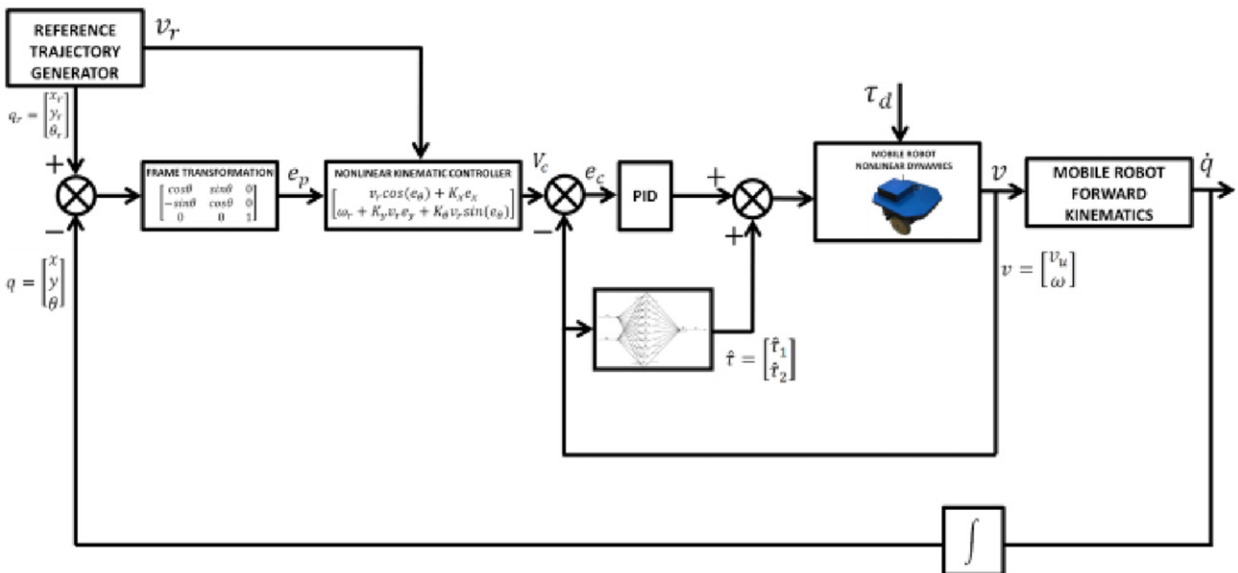 REFERENCE
TRAJECTORY
GENERATOR
v_r
q_r = [x_r
y_r
θ_r]
τ_d
+
−
FRAME TRANSFORMATION
[cosθ sinθ 0
−sinθ cosθ 0
0 0 1]
e_p
NONLINEAR KINEMATIC CONTROLLER
[v_r cos(e_θ) + K_x e_x
ω_r + K_y v_r e_y + K_θ v_r sin(e_θ)]
V_c
−
e_c
PID
+
+
MOBILE ROBOT
NONLINEAR DYNAMICS
v
MOBILE ROBOT
FORWARD
KINEMATICS
q̇
q = [x
y
θ]
v = [v_u
ω]
τ̂ = [τ̂_1
τ̂_2]
∫